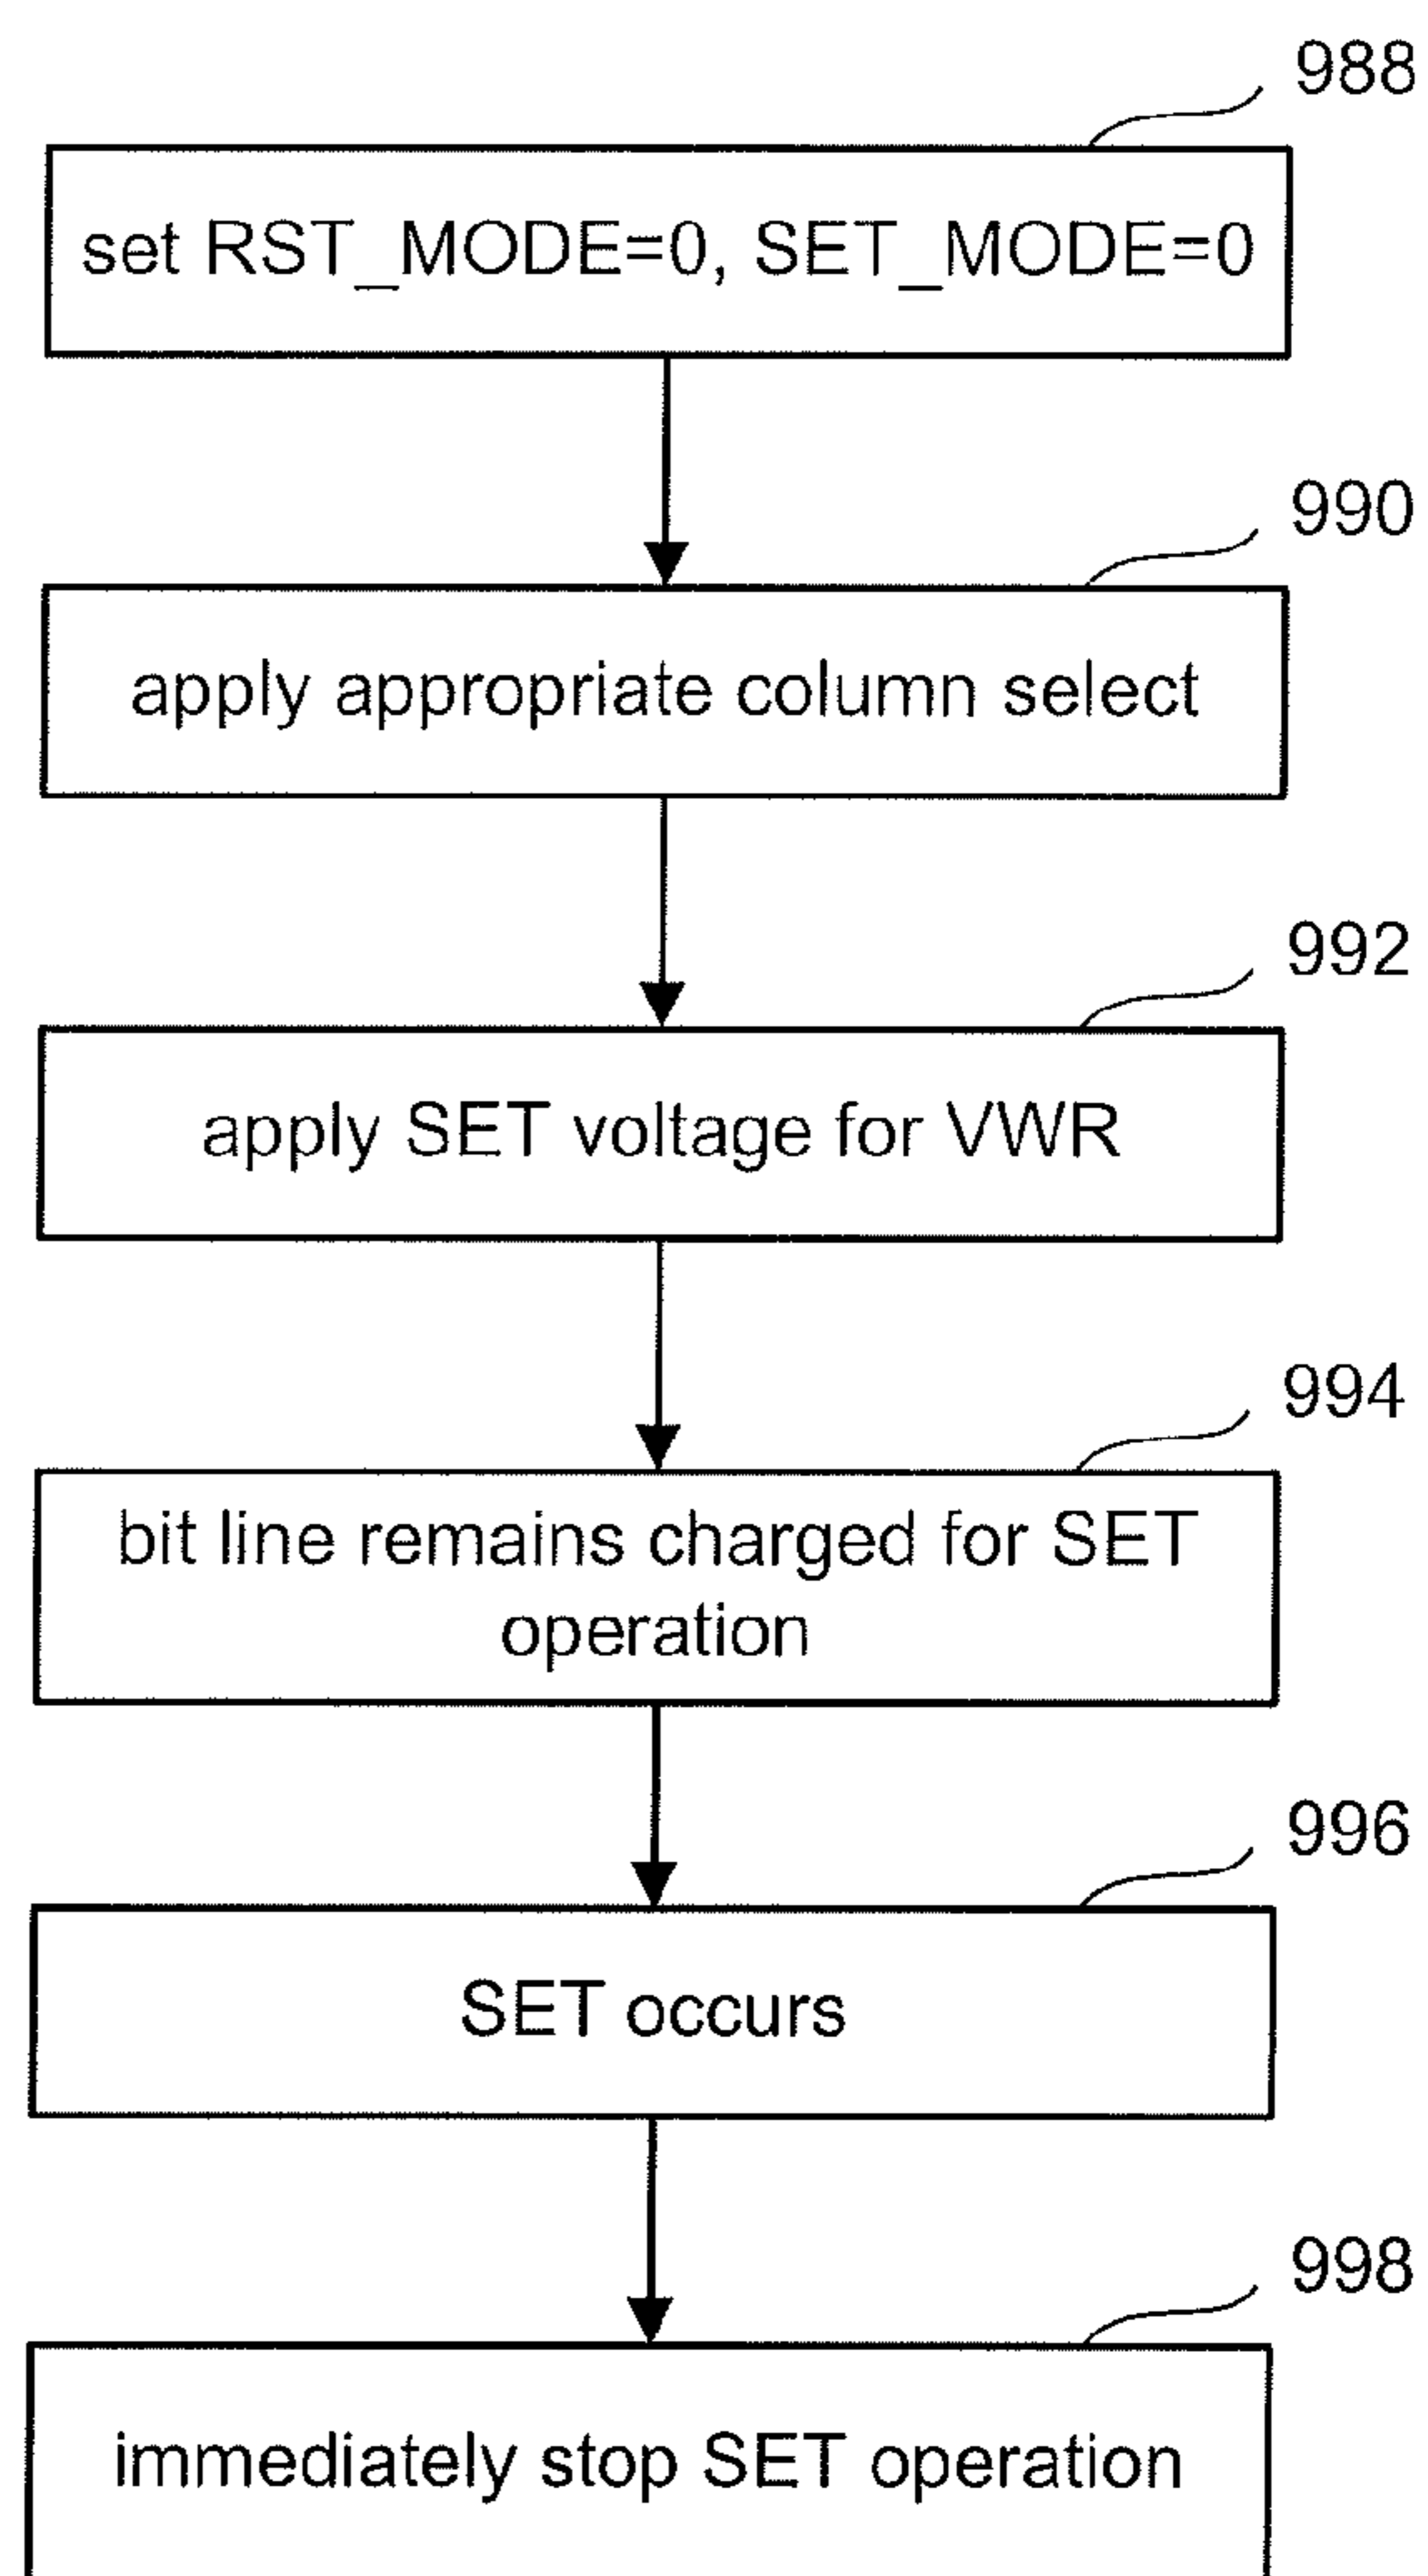 988
set RST_MODE=0, SET_MODE=0
990
apply appropriate column select
992
apply SET voltage for VWR
994
bit line remains charged for SET
operation
996
SET occurs
998
immediately stop SET operation